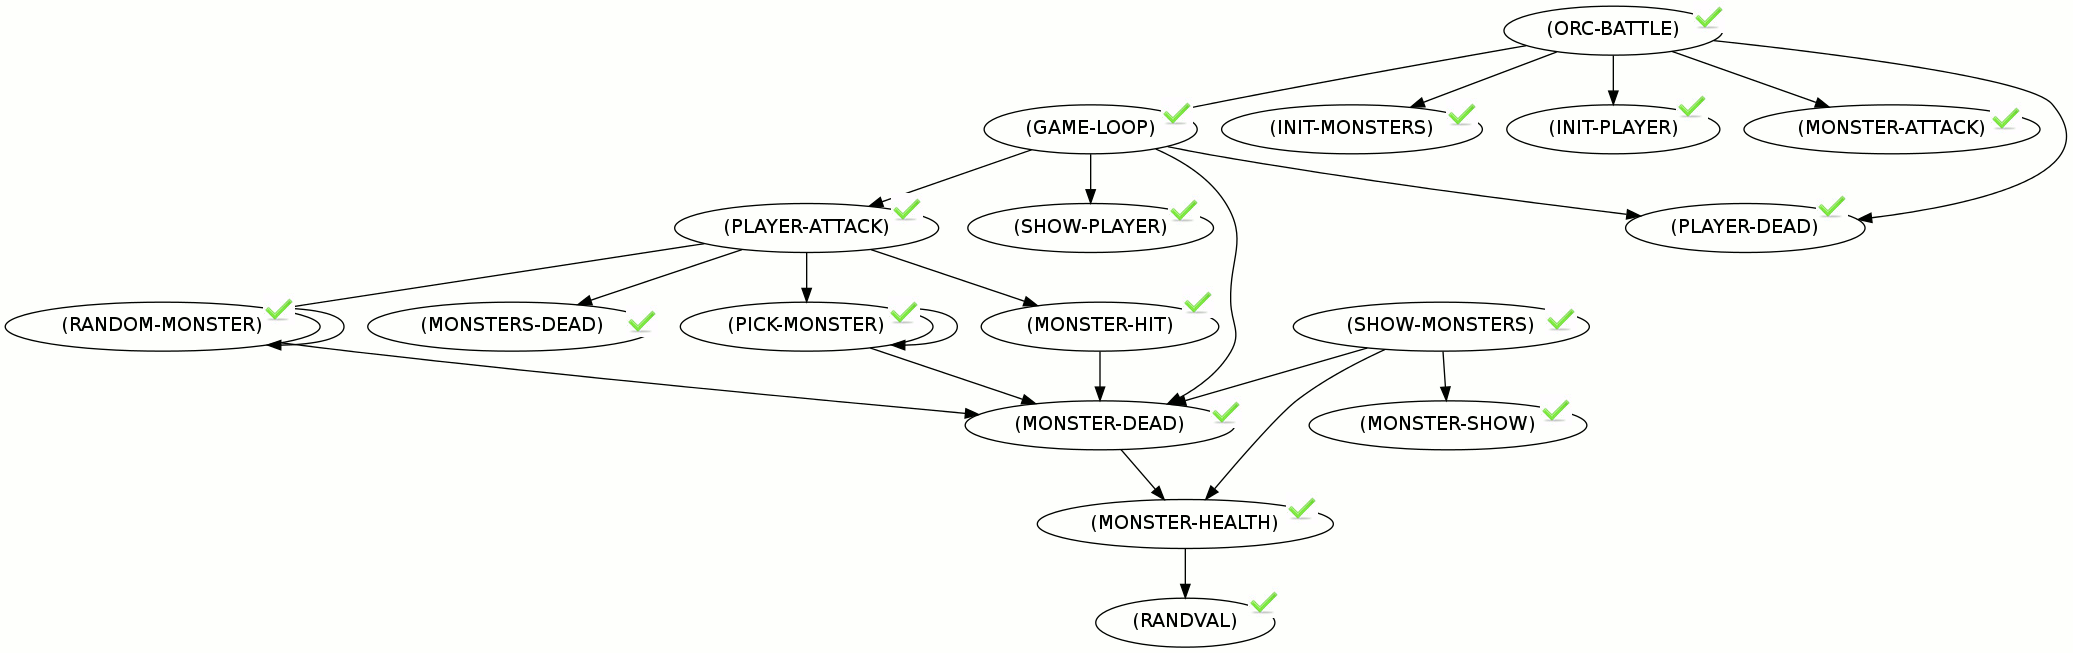 (ORC-BATTLE)
(GAME-LOOP)
(INIT-MONSTERS)
(INIT-PLAYER)
(MONSTER-ATTACK)
(PLAYER-ATTACK)
(SHOW-PLAYER)
(PLAYER-DEAD)
(RANDOM-MONSTER)
(MONSTERS-DEAD)
(PICK-MONSTER)
(MONSTER-HIT)
(SHOW-MONSTERS)
(MONSTER-DEAD)
(MONSTER-SHOW)
(MONSTER-HEALTH)
(RANDVAL)